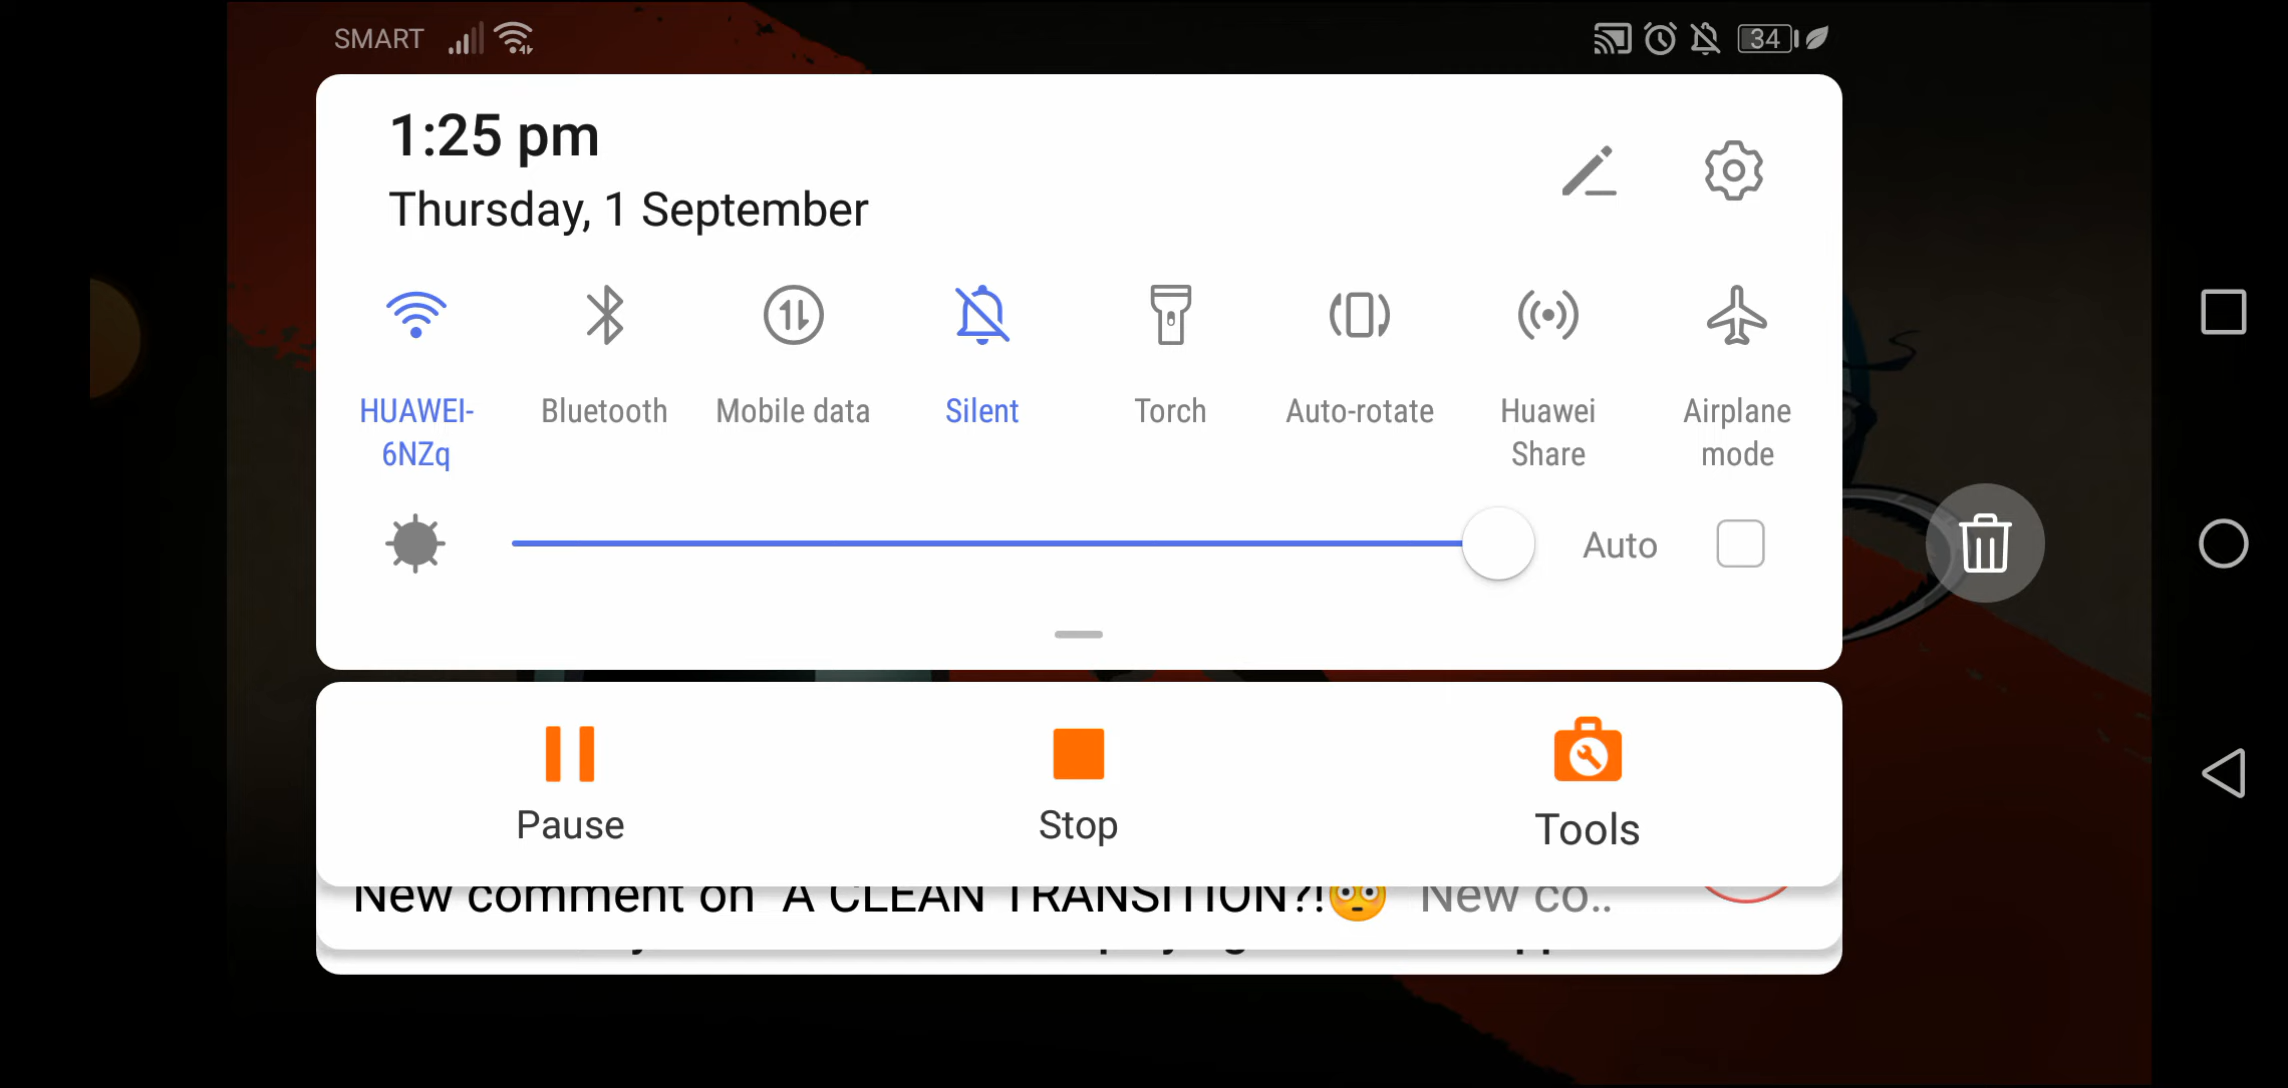 SMART
34
1:25 pm
Thursday, 1 September
HUAWEI-
6NZq
Bluetooth
Mobile data
Silent
Torch
Auto-rotate
Huawei
Share
Airplane
mode
Auto
Pause
Stop
Tools
New comment on "A CLEAN TRANSITION?!😳 New co..